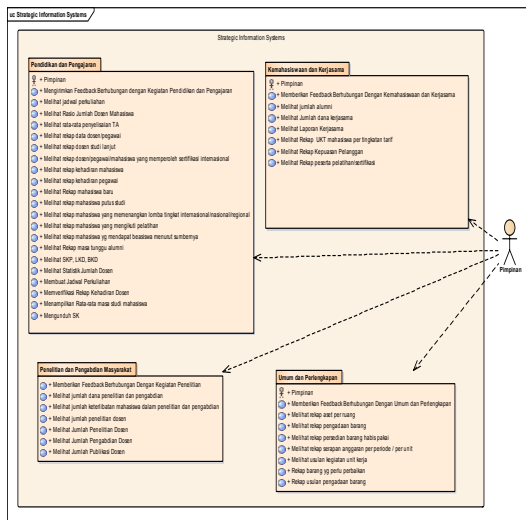 uc Strategic Information Systems
Strategic Information Systems
Pendidikan dan Pengajaran
+ Pimpinan
+ Mengirimkan Feedback Berhubungan dengan Kegiatan Pendidikan dan Pengajaran
+ Melihat jadwal perkuliahan
+ Melihat Rasio Jumlah Dosen Mahasiswa
+ Melihat rata-rata penyelsaian TA
+ Melihat rekap data dosen/pegawai
+ Melihat rekap dosen studi lanjut
+ Melihat rekap dosen/pegawai/mahasiswa yang memperoleh sertifikasi internasional
+ Melihat rekap kehadiran mahasiswa
+ Melihat rekap kehadiran pegawai
+ Melihat Rekap mahasiswa baru
+ Melihat rekap mahasiswa putus studi
+ Melihat rekap mahasiswa yang memenangkan lomba tingkat internasional/nasional/regional
+ Melihat rekap mahasiswa yang mengikuti pelatihan
+ Melihat rekap mahasiswa yg mendapat beasiswa menurut sumbernya
+ Melihat Rekap masa tunggu alumni
+ Melihat SKP, LKD, BKD
+ Melihat Statistik Jumlah Dosen
+ Membuat Jadwal Perkuliahan
+ Memverifikasi Rekap Kehadiran Dosen
+ Menampilkan Rata-rata masa studi mahasiswa
+ Mengunduh SK
Kemahasiswaan dan Kerjasama
+ Pimpinan
+ Memberikan Feedback Berhubungan Dengan Kemahasiswaan dan Kerjasama
+ Melihat jumlah alumni
+ Melihat Jumlah dana kerjasama
+ Melihat Laporan Kerjasama
+ Melihat Rekap UKT mahasiswa per tingkatan tarif
+ Melihat Rekap Kepuasan Pelanggan
+ Melihat Rekap peserta pelatihan/sertifikasi
Pimpinan
Penelitian dan Pengabdian Masyarakat
+ Memberikan Feedback Berhubungan Dengan Kegiatan Penelitian
+ Melihat jumlah dana penelitian dan pengabdian
+ Melihat jumlah keterlibatan mahasiswa dalam penelitian dan pengabdian
+ Melihat jumlah penelitian dosen
+ Melihat Jumlah Penelitian Dosen
+ Melihat Jumlah Pengabdian Dosen
+ Melihat Jumlah Publikasi Dosen
Umum dan Perlengkapan
+ Pimpinan
+ Memberikan Feedback Berhubungan Dengan Umum dan Perlengkapan
+ Melihat rekap aset per ruang
+ Melihat rekap pengadaan barang
+ Melihat rekap persedian barang habis pakai
+ Melihat rekap serapan anggaran per periode / per unit
+ Melihat usulan kegiatan unit kerja
+ Rekap barang yg perlu perbaikan
+ Rekap usulan pengadaan barang